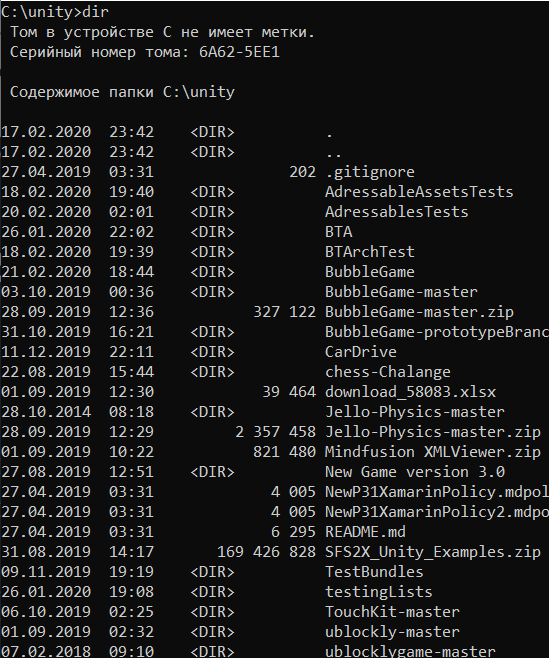 C:\unity>dir
Том в устройстве C не имеет метки.
Серийный номер тома: 6A62-5EE1
Содержимое папки C:\unity
17.02.2020 23:42 <DIR> .
17.02.2020 23:42 <DIR> ..
27.04.2019 03:31 202 .gitignore
18.02.2020 19:40 <DIR> AdressableAssetsTests
20.02.2020 02:01 <DIR> AdressablesTests
26.01.2020 22:02 <DIR> BTA
18.02.2020 19:39 <DIR> BTArchTest
21.02.2020 18:44 <DIR> BubbleGame
03.10.2019 00:36 <DIR> BubbleGame-master
28.09.2019 12:36 327 122 BubbleGame-master.zip
31.10.2019 16:21 <DIR> BubbleGame-prototypeBranc
11.12.2019 22:11 <DIR> CarDrive
22.08.2019 15:44 <DIR> chess-Chalange
01.09.2019 12:30 39 464 download_58083.xlsx
28.10.2014 08:18 <DIR> Jello-Physics-master
28.09.2019 12:29 2 357 458 Jello-Physics-master.zip
01.09.2019 10:22 821 480 Mindfusion XMLViewer.zip
27.08.2019 12:51 <DIR> New Game version 3.0
27.04.2019 03:31 4 005 NewP31XamarinPolicy.mdpol
27.04.2019 03:31 4 005 NewP31XamarinPolicy2.mdpo
27.04.2019 03:31 6 295 README.md
31.08.2019 14:17 169 426 828 SFS2X_Unity_Examples.zip
09.11.2019 19:19 <DIR> TestBundles
26.01.2020 19:08 <DIR> testingLists
06.10.2019 02:25 <DIR> TouchKit-master
01.09.2019 02:32 <DIR> ublockly-master
07.02.2018 09:10 <DIR> ublocklygame-master